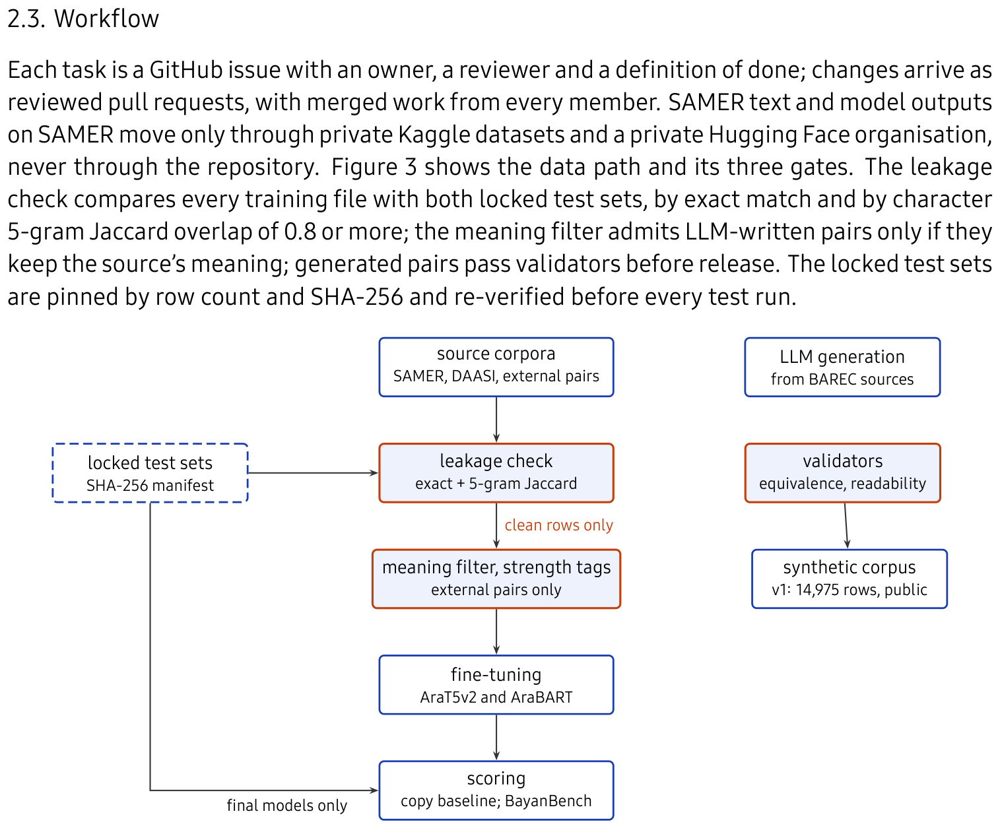 2.3. Workflow
Each task is a GitHub issue with an owner, a reviewer and a definition of done; changes arrive as
reviewed pull requests, with merged work from every member. SAMER text and model outputs
on SAMER move only through private Kaggle datasets and a private Hugging Face organisation,
never through the repository. Figure 3 shows the data path and its three gates. The leakage
check compares every training file with both locked test sets, by exact match and by character
5-gram Jaccard overlap of 0.8 or more; the meaning filter admits LLM-written pairs only if they
keep the source’s meaning; generated pairs pass validators before release. The locked test sets
are pinned by row count and SHA-256 and re-verified before every test run.
source corpora
SAMER, DAASI, external pairs
LLM generation
from BAREC sources
locked test sets
SHA-256 manifest
leakage check
exact + 5-gram Jaccard
validators
equivalence, readability
clean rows only
meaning filter, strength tags
external pairs only
synthetic corpus
v1: 14,975 rows, public
fine-tuning
AraT5v2 and AraBART
scoring
copy baseline; BayanBench
final models only